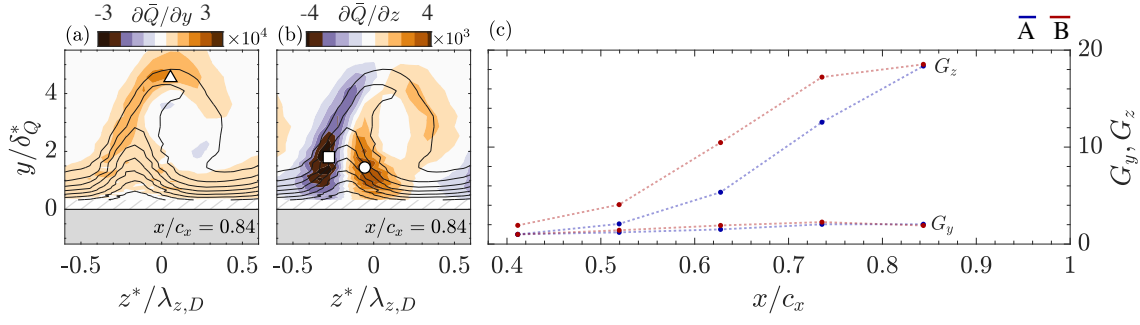 -3 ∂Q̄/∂y 3
(a) ×10⁴
y/δ*_Q
4
2
0
x/c_x = 0.84
-0.5 0 0.5
z*/λ_{z,D}
-4 ∂Q̄/∂z 4
(b) ×10³
x/c_x = 0.84
-0.5 0 0.5
z*/λ_{z,D}
(c)
A B
G_z
G_y
20
10
0
G_y, G_z
0.4 0.5 0.6 0.7 0.8 0.9 1
x/c_x